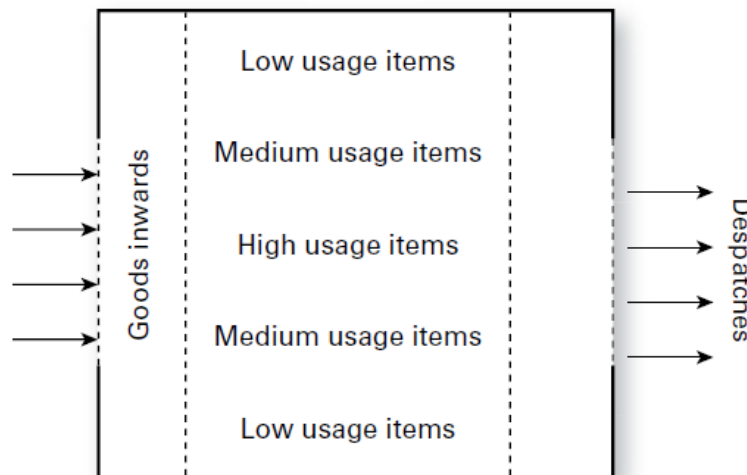 Low usage items
Medium usage items
High usage items
Medium usage items
Low usage items
Goods inwards
Despatches